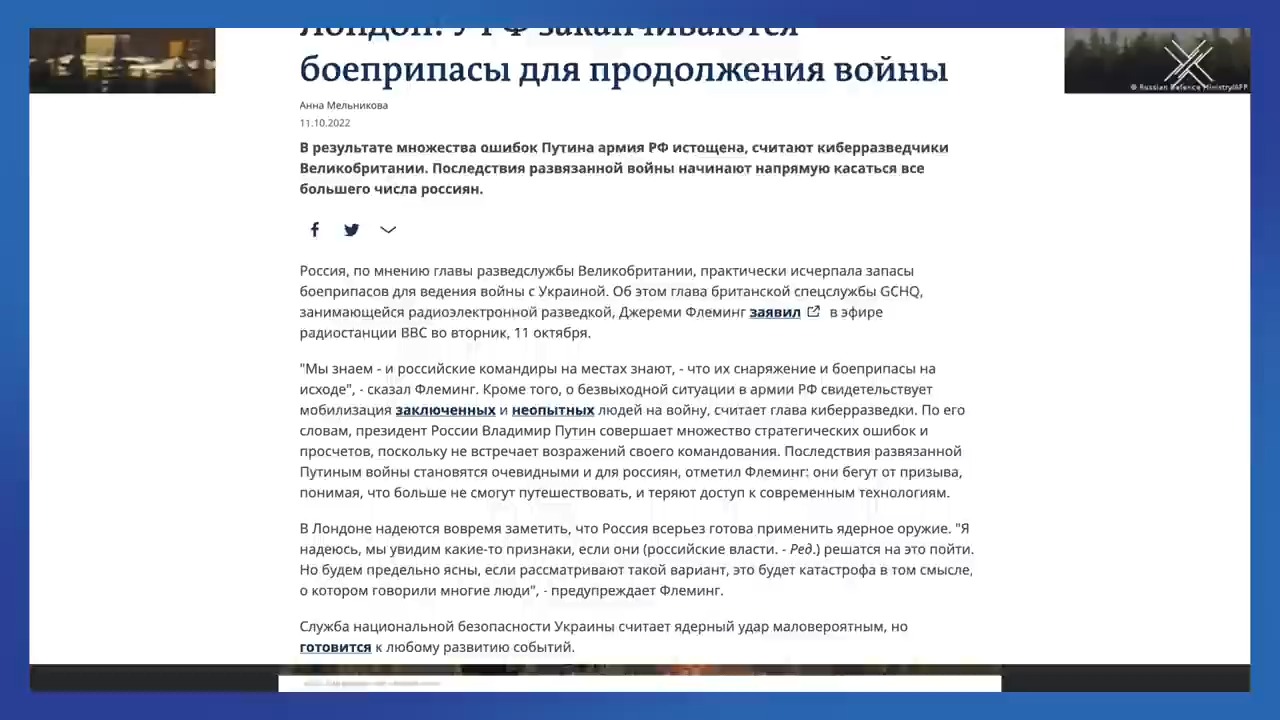 Лондон: У РФ заканчиваются
боеприпасы для продолжения войны
© Russian Defence Ministry/AFP
Анна Мельникова
11.10.2022
В результате множества ошибок Путина армия РФ истощена, считают киберразведчики
Великобритании. Последствия развязанной войны начинают напрямую касаться все
большего числа россиян.
Россия, по мнению главы разведслужбы Великобритании, практически исчерпала запасы
боеприпасов для ведения войны с Украиной. Об этом глава британской спецслужбы GCHQ,
занимающейся радиоэлектронной разведкой, Джереми Флеминг заявил в эфире
радиостанции ВВС во вторник, 11 октября.
"Мы знаем - и российские командиры на местах знают, - что их снаряжение и боеприпасы на
исходе", - сказал Флеминг. Кроме того, о безвыходной ситуации в армии РФ свидетельствует
мобилизация заключенных и неопытных людей на войну, считает глава киберразведки. По его
словам, президент России Владимир Путин совершает множество стратегических ошибок и
просчетов, поскольку не встречает возражений своего командования. Последствия развязанной
Путиным войны становятся очевидными и для россиян, отметил Флеминг: они бегут от призыва,
понимая, что больше не смогут путешествовать, и теряют доступ к современным технологиям.
В Лондоне надеются вовремя заметить, что Россия всерьез готова применить ядерное оружие. "Я
надеюсь, мы увидим какие-то признаки, если они (российские власти. - Ред.) решатся на это пойти.
Но будем предельно ясны, если рассматривают такой вариант, это будет катастрофа в том смысле,
о котором говорили многие люди", - предупреждает Флеминг.
Служба национальной безопасности Украины считает ядерный удар маловероятным, но
готовится к любому развитию событий.